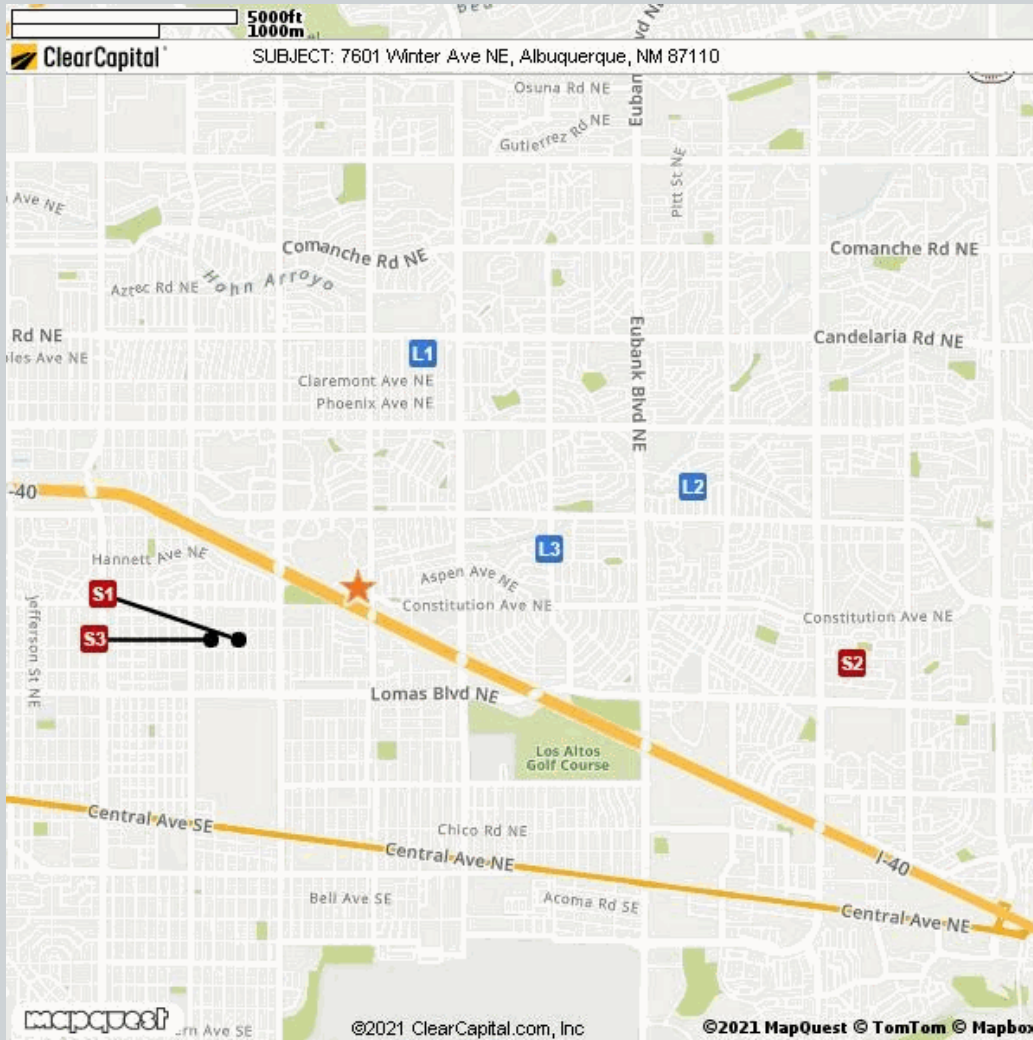 5000ft
1000m
ClearCapital
SUBJECT: 7601 Winter Ave NE, Albuquerque, NM 87110
Osuna Rd NE
Gutierrez Rd NE
Pitt St NE
Ave NE
Comanche Rd NE
Comanche Rd NE
Hohn Arroyo
Aztec Rd NE
Rd NE
Candelaria Rd NE
Eubank Blvd NE
L1
Claremont Ave NE
Phoenix Ave NE
-40
L2
L3
Hannett Ave NE
Aspen Ave NE
S1
Constitution Ave NE
Constitution Ave NE
Jefferson St NE
S3
S2
Lomas Blvd NE
Los Altos
Golf Course
Central Ave SE
Chico Rd NE
Central Ave NE
I-40
Bell Ave SE
Acoma Rd SE
Central Ave NE
mapquest
Ave SE
©2021 ClearCapital.com, Inc
©2021 MapQuest © TomTom © Mapbox